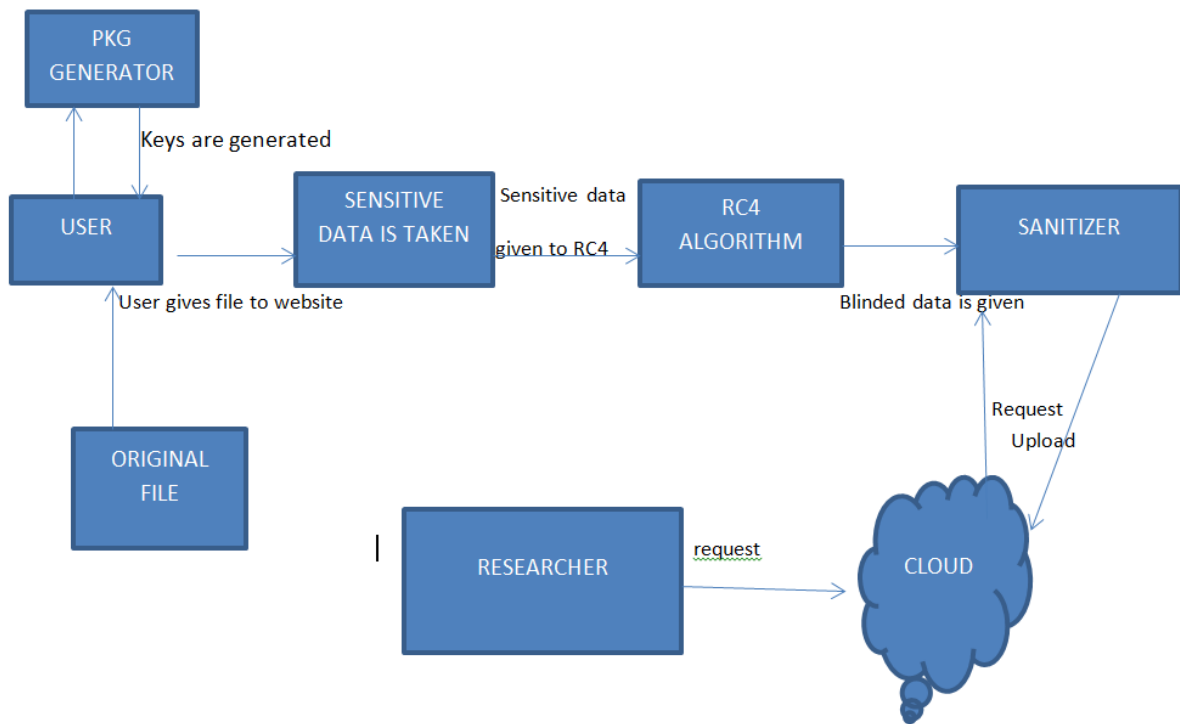 PKG
GENERATOR
Keys are generated
USER
SENSITIVE
DATA IS TAKEN
Sensitive data
given to RC4
RC4
ALGORITHM
SANITIZER
User gives file to website
Blinded data is given
Request
Upload
ORIGINAL
FILE
RESEARCHER
request
CLOUD